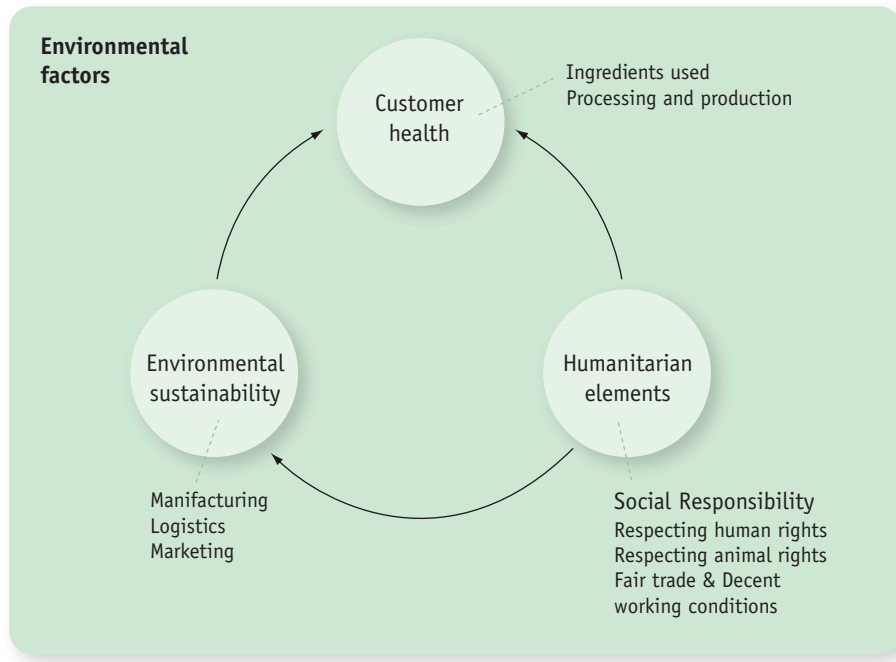 Environmental
factors
Customer
health
Ingredients used
Processing and production
Environmental
sustainability
Humanitarian
elements
Manifacturing
Logistics
Marketing
Social Responsibility
Respecting human rights
Respecting animal rights
Fair trade & Decent
working conditions